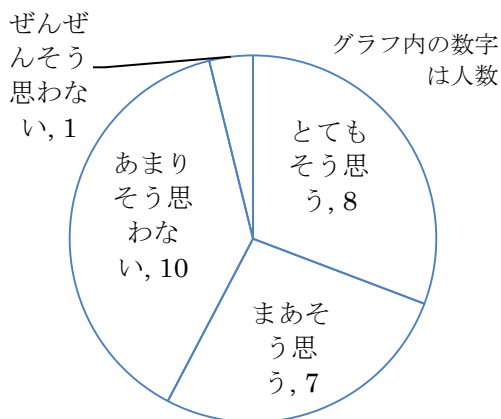 ぜんぜ
んそう
思わな
い, 1
グラフ内の数字
は人数
とても
そう思
う, 8
あまり
そう思
わな
い, 10
まあそ
う思
う, 7